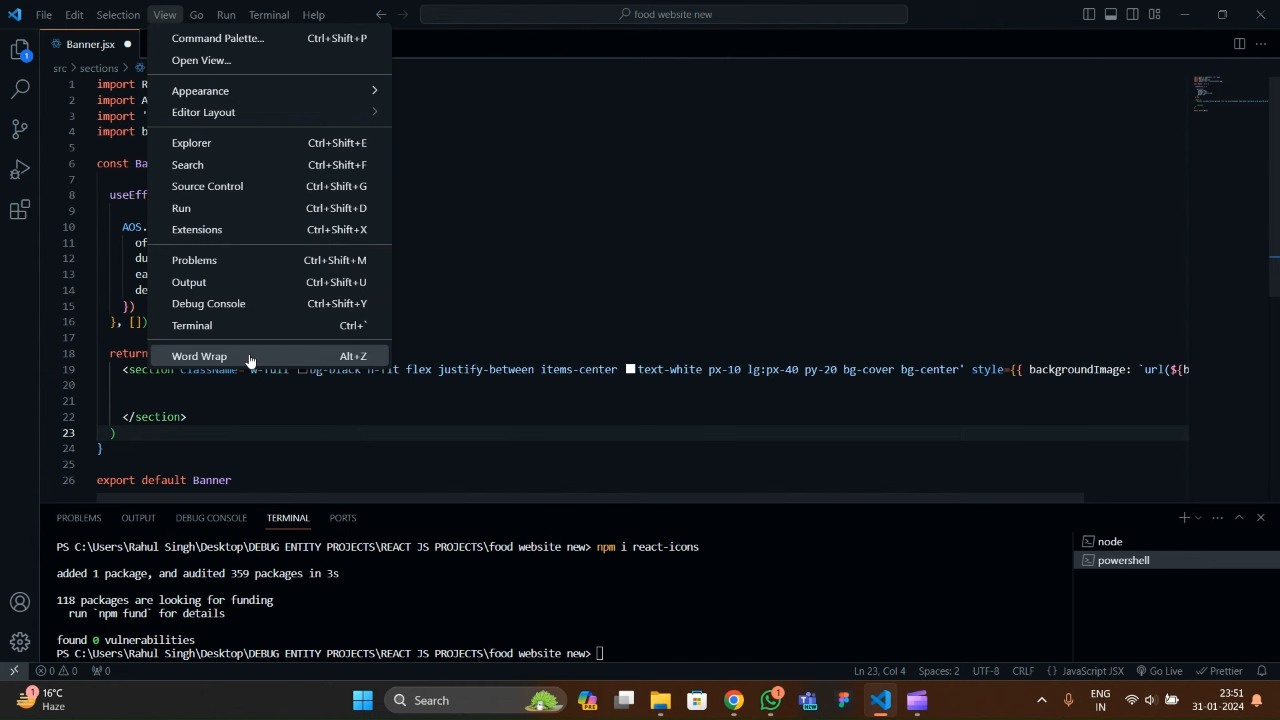 File Edit Selection View Go Run Terminal Help
food website new
Banner.jsx
src > sections >
Command Palette... Ctrl+Shift+P
Open View...
Appearance
Editor Layout
Explorer Ctrl+Shift+E
Search Ctrl+Shift+F
Source Control Ctrl+Shift+G
Run Ctrl+Shift+D
Extensions Ctrl+Shift+X
Problems Ctrl+Shift+M
Output Ctrl+Shift+U
Debug Console Ctrl+Shift+Y
Terminal Ctrl+`
Word Wrap Alt+Z
1
1 import R
2 import A
3 import '
4 import b
5
6 const Ba
7
8 useEff
9
10 AOS.
11 of
12 du
13 ea
14 de
15 })
16 }, [])
17
18 return
19 <section className='w-full bg-black h-fit flex justify-between items-center text-white px-10 lg:px-40 py-20 bg-cover bg-center' style={{ backgroundImage: `url(${b
20
21
22 </section>
23 )
24 }
25
26 export default Banner
PROBLEMS OUTPUT DEBUG CONSOLE TERMINAL PORTS
PS C:\Users\Rahul Singh\Desktop\DEBUG ENTITY PROJECTS\REACT JS PROJECTS\food website new> npm i react-icons
added 1 package, and audited 359 packages in 3s
118 packages are looking for funding
run `npm fund` for details
found 0 vulnerabilities
PS C:\Users\Rahul Singh\Desktop\DEBUG ENTITY PROJECTS\REACT JS PROJECTS\food website new>
node
powershell
0 0 0 Ln 23, Col 4 Spaces: 2 UTF-8 CRLF {} JavaScript JSX Go Live Prettier
1 16°C
Haze
Search
PRE
1
NEW
ENG
IN
23:51
31-01-2024